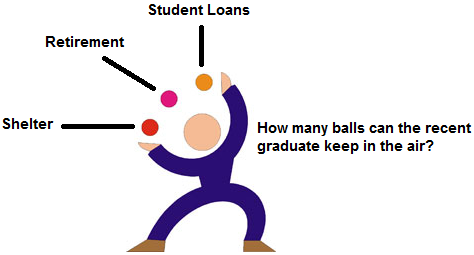 Student Loans
Retirement
Shelter
How many balls can the recent
graduate keep in the air?